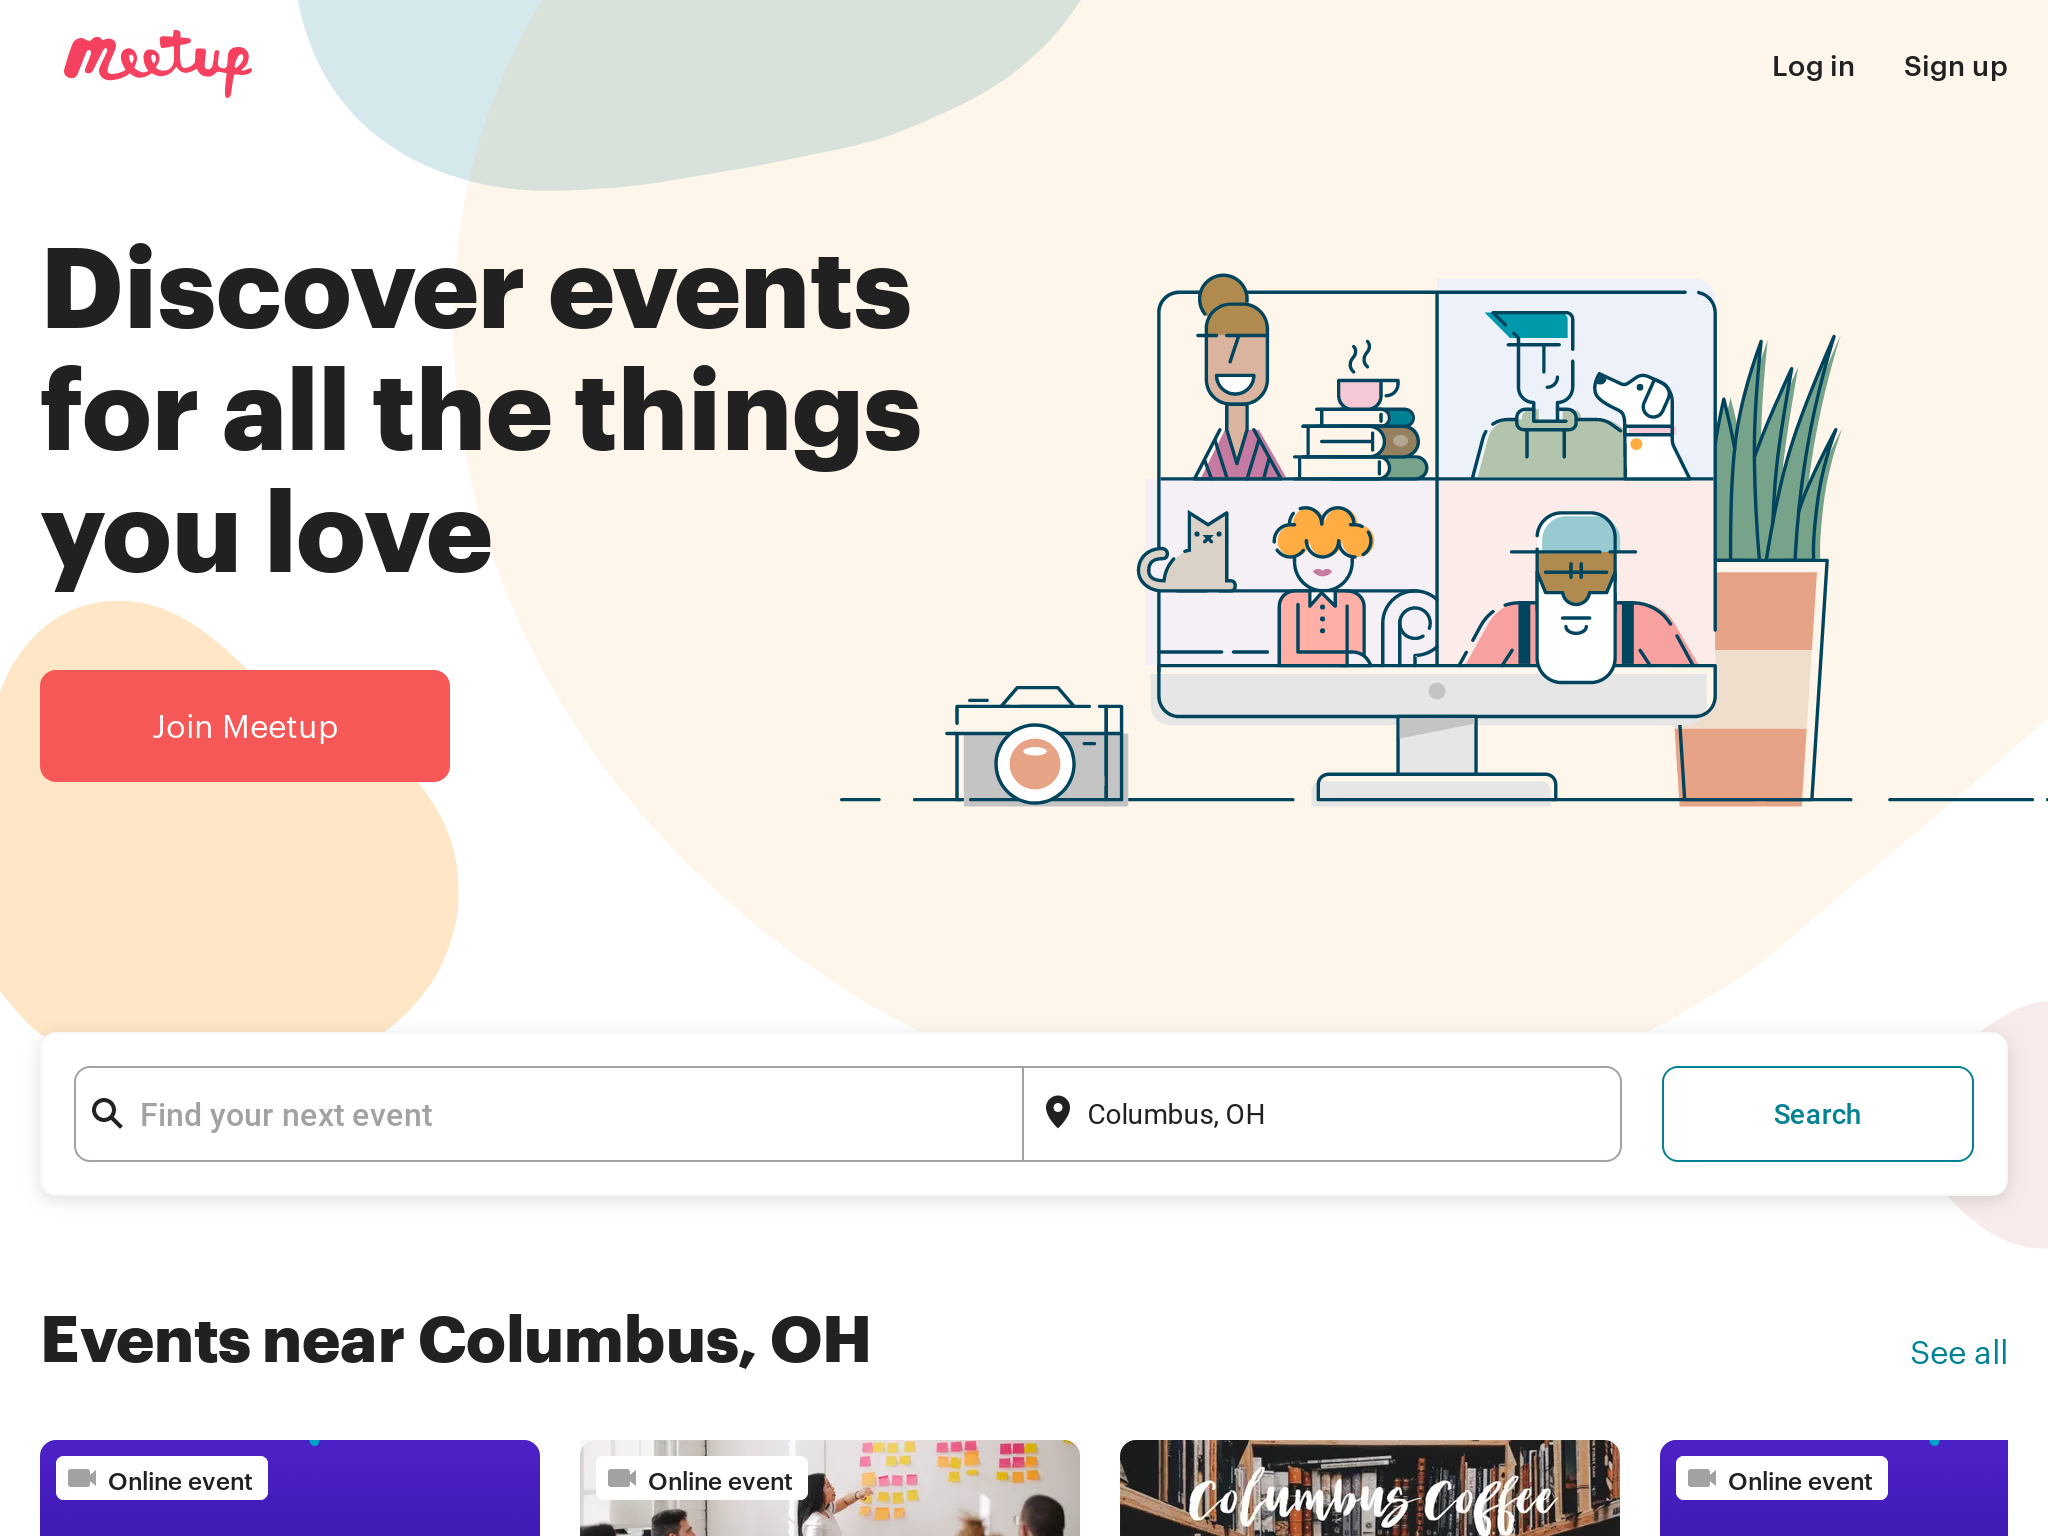 Meetup
Log in
Sign up
Discover events
for all the things
you love
Join Meetup
Find your next event
Columbus, OH
Search
Events near Columbus, OH
See all
Online event
Online event
Columbus Coffee
Online event